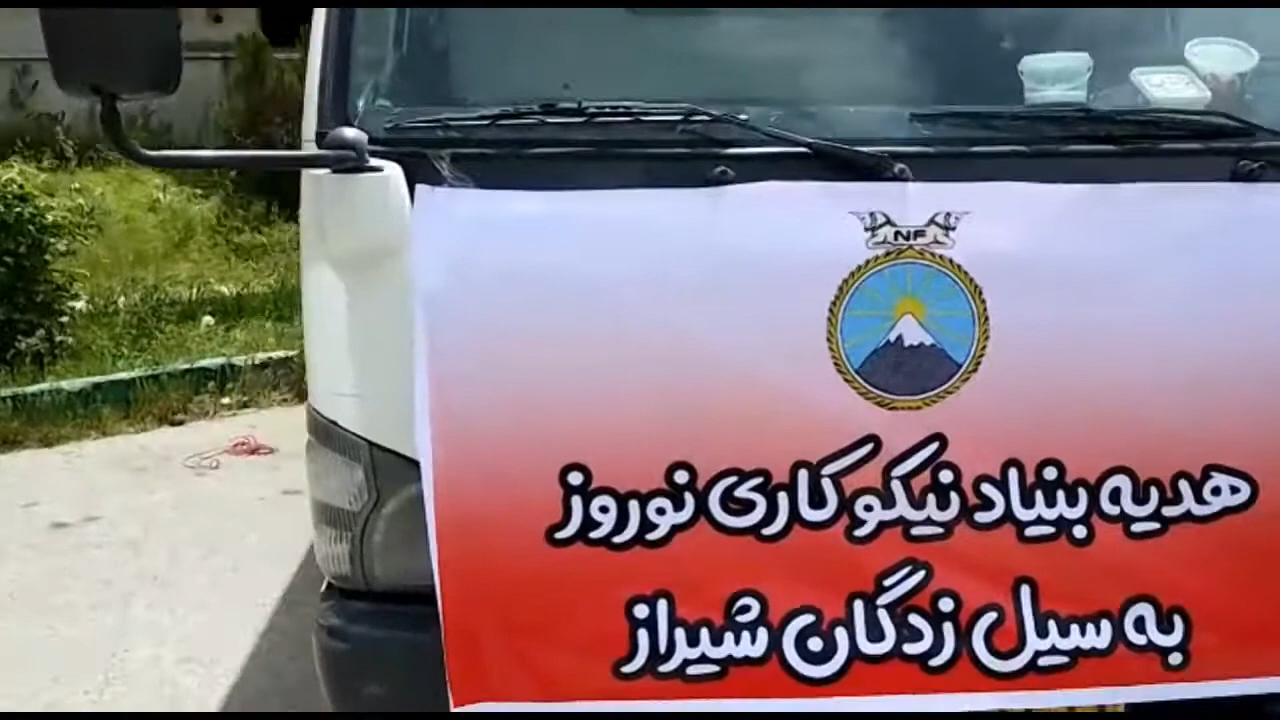 NF
هدیه بنیاد نیکوکاری نوروز
به سیل زدگان شیراز